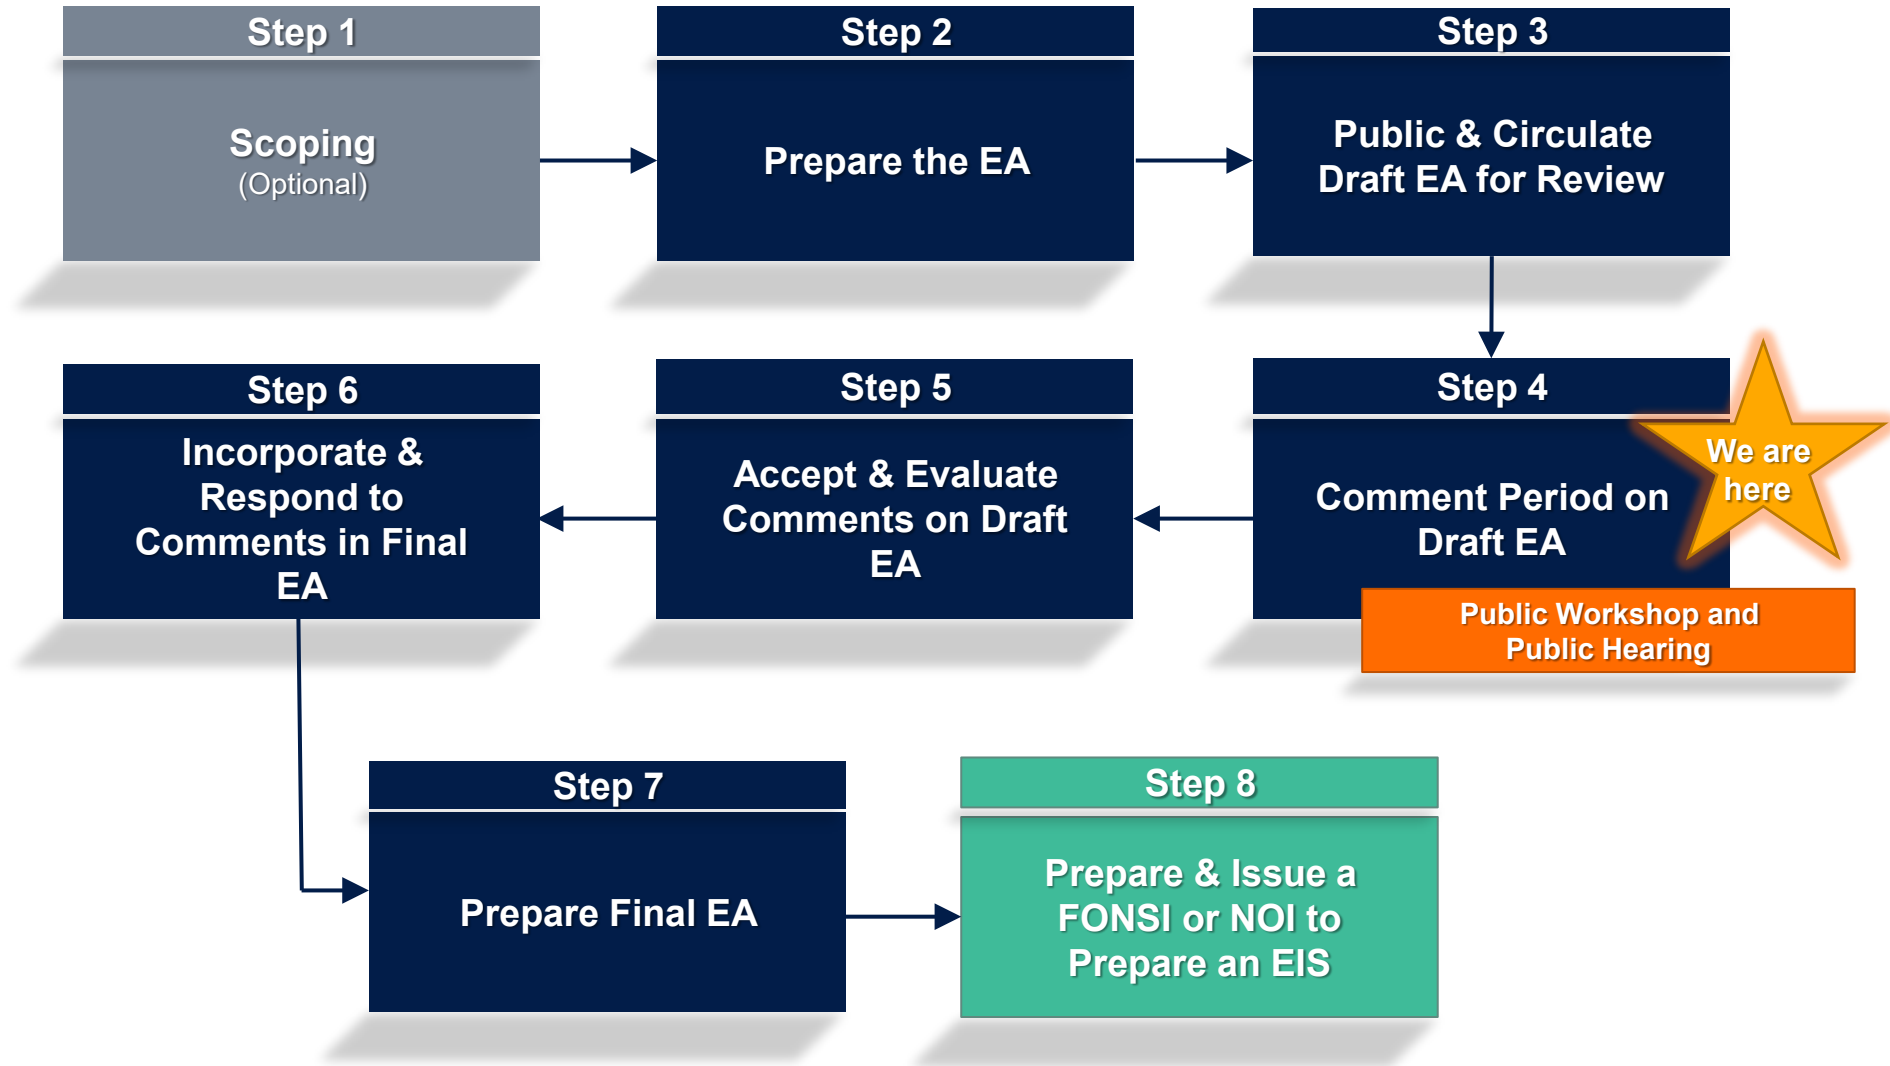 Step 1
Scoping
(Optional)
Step 2
Prepare the EA
Step 3
Public & Circulate
Draft EA for Review
Step 4
Comment Period on
Draft EA
We are
here
Public Workshop and
Public Hearing
Step 5
Accept & Evaluate
Comments on Draft
EA
Step 6
Incorporate &
Respond to
Comments in Final
EA
Step 7
Prepare Final EA
Step 8
Prepare & Issue a
FONSI or NOI to
Prepare an EIS